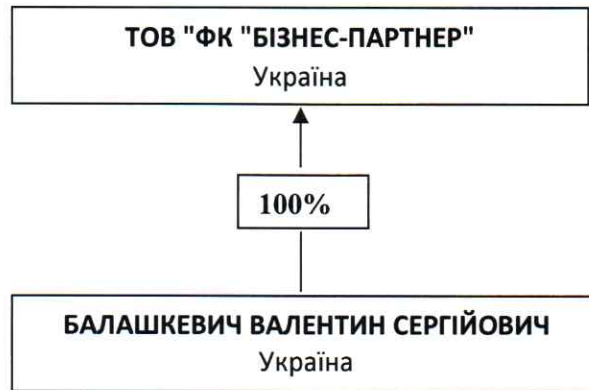 ТОВ "ФК "БІЗНЕС-ПАРТНЕР"
Україна
100%
БАЛАШКЕВИЧ ВАЛЕНТИН СЕРГІЙОВИЧ
Україна